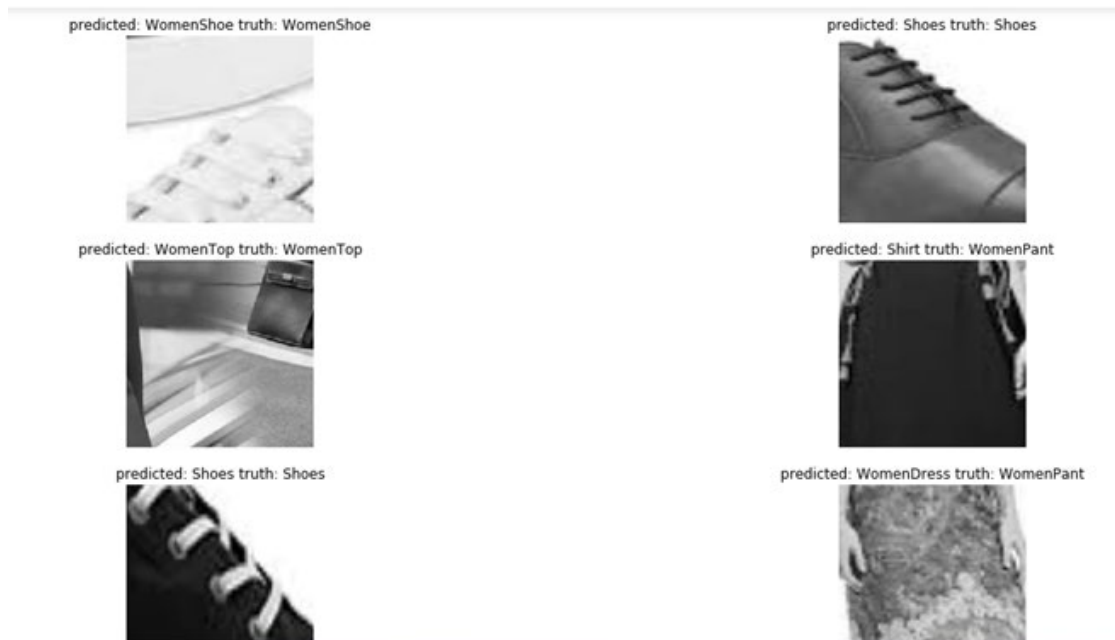 predicted: WomenShoe truth: WomenShoe
predicted: Shoes truth: Shoes
predicted: WomenTop truth: WomenTop
predicted: Shirt truth: WomenPant
predicted: Shoes truth: Shoes
predicted: WomenDress truth: WomenPant